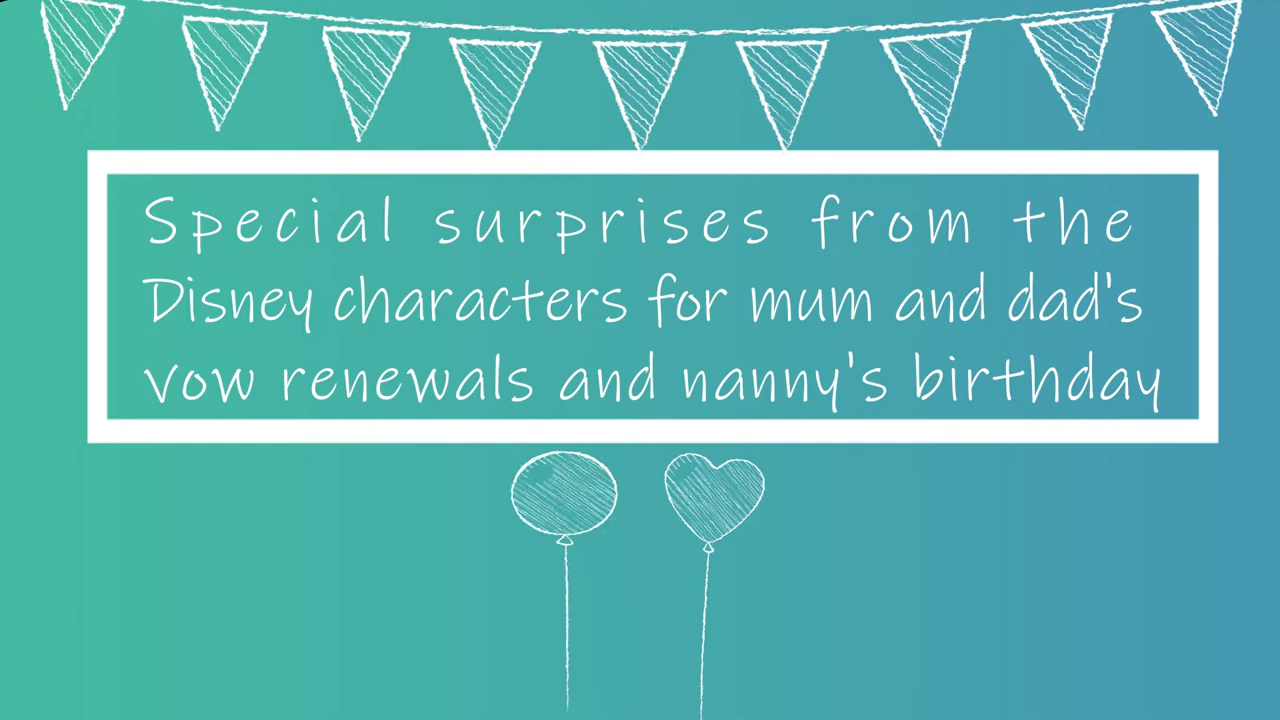 Special surprises from the
Disney characters for mum and dad's
vow renewals and nanny's birthday